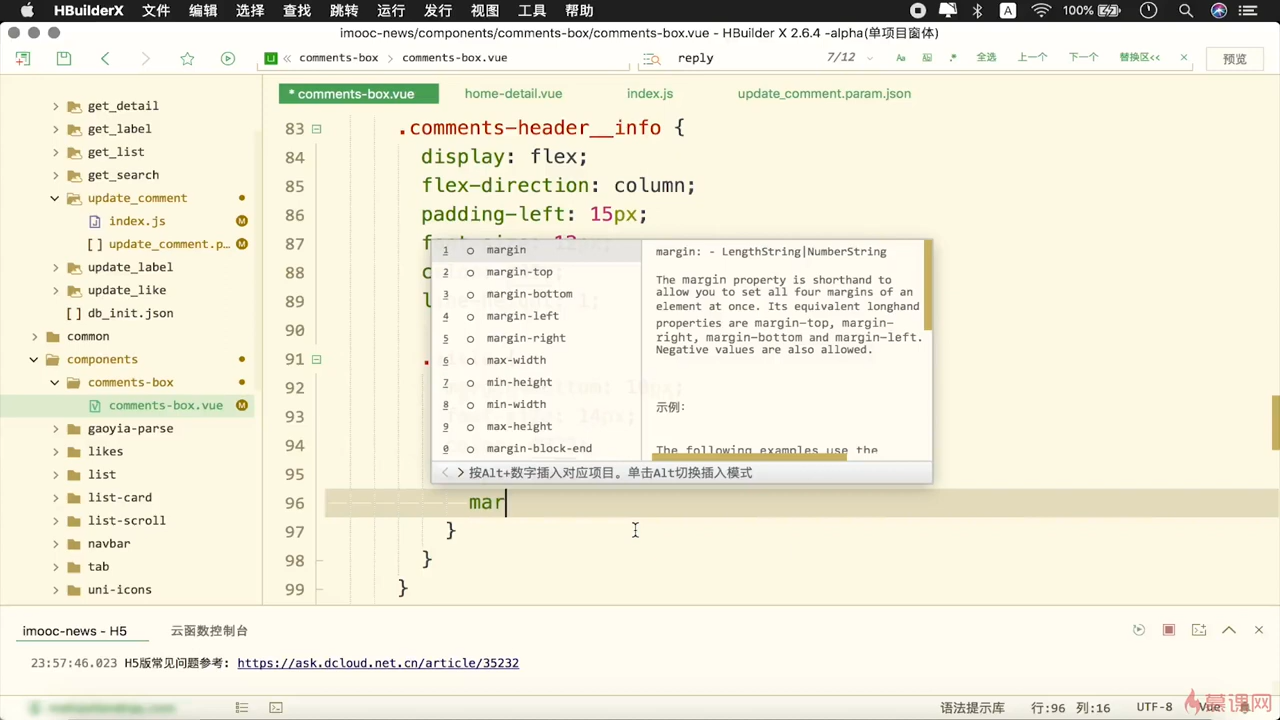 HBuilderX 文件 编辑 选择 查找 跳转 运行 发行 视图 工具 帮助 A 100%
imooc-news/components/comments-box/comments-box.vue - HBuilder X 2.6.4 -alpha(单项目窗体)
U « comments-box > comments-box.vue reply 7/12 Aa .* 全选 上一个 下一个 替换区<< × 预览
* comments-box.vue home-detail.vue index.js update_comment.param.json
get_detail
get_label
get_list
get_search
update_comment
index.js M
[ ] update_comment.p... M
update_label
update_like
[ ] db_init.json
common
components
comments-box
comments-box.vue M
gaoyia-parse
likes
list
list-card
list-scroll
navbar
tab
uni-icons
83 .comments-header__info {
84 display: flex;
85 flex-direction: column;
86 padding-left: 15px;
87
88
89
90
91
92
93
94
95
96 mar
97 }
98 }
99 }
1 margin
2 margin-top
3 margin-bottom
4 margin-left
5 margin-right
6 max-width
7 min-height
8 min-width
9 max-height
0 margin-block-end
margin: - LengthString|NumberString
The margin property is shorthand to
allow you to set all four margins of an
element at once. Its equivalent longhand
properties are margin-top, margin-
right, margin-bottom and margin-left.
Negative values are also allowed.
示例:
The following examples use the
< > 按Alt+数字插入对应项目。单击Alt切换插入模式
imooc-news - H5 云函数控制台
23:57:46.023 H5版常见问题参考: https://ask.dcloud.net.cn/article/35232
语法提示库 行:96 列:16 UTF-8 Vue
慕课网